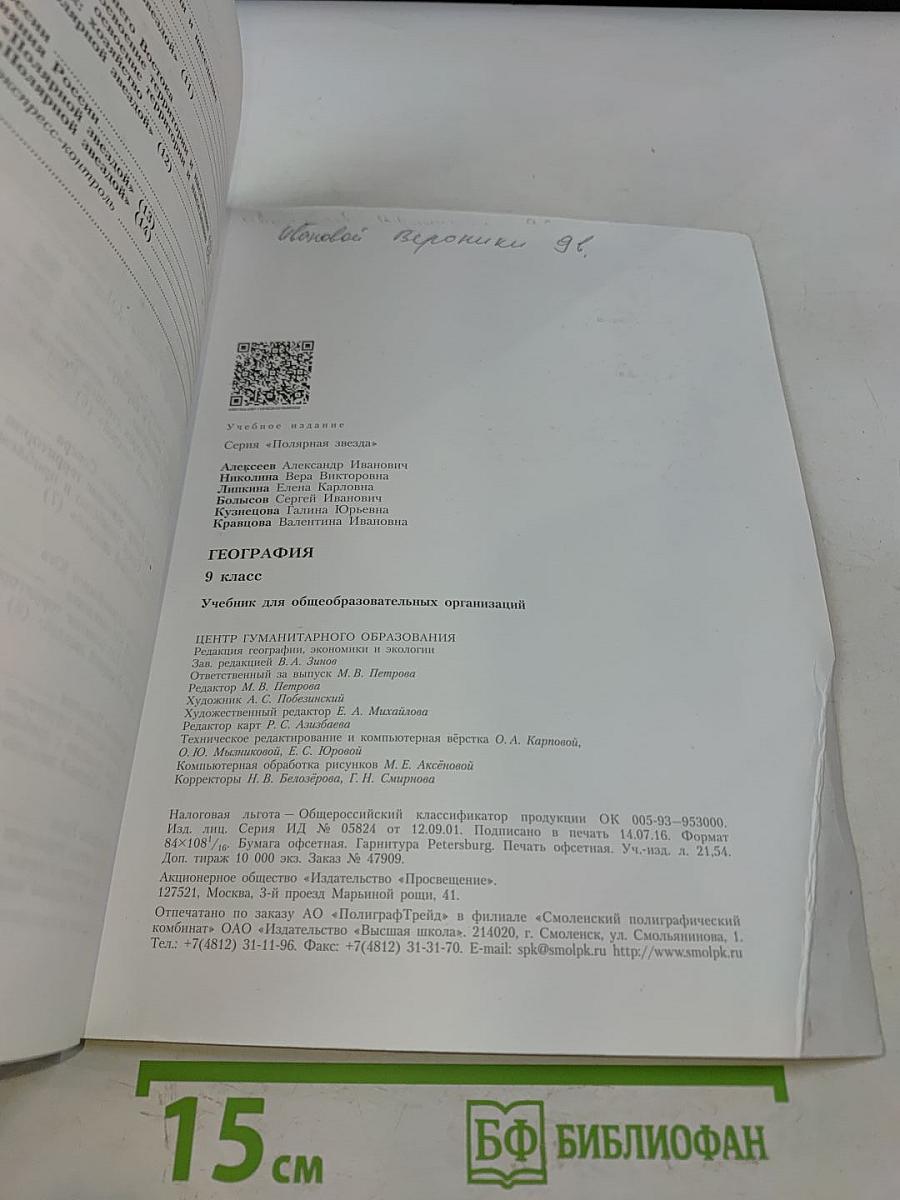 Вероники 9в.
Учебное издание
Серия «Полярная звезда»
Алексеев Александр Иванович
Николина Вера Викторовна
Липкина Елена Карловна
Болысов Сергей Иванович
Кузнецова Галина Юрьевна
Кравцова Валентина Ивановна
ГЕОГРАФИЯ
9 класс
Учебник для общеобразовательных организаций
ЦЕНТР ГУМАНИТАРНОГО ОБРАЗОВАНИЯ
Редакция географии, экономики и экологии
Зав. редакцией В. А. Зинов
Ответственный за выпуск М. В. Петрова
Редактор М. В. Петрова
Художник А. С. Побезинский
Художественный редактор Е. А. Михайлова
Редактор карт Р. С. Азизбаева
Техническое редактирование и компьютерная вёрстка О. А. Карповой,
О. Ю. Мызниковой, Е. С. Юровой
Компьютерная обработка рисунков М. Е. Аксёновой
Корректоры Н. В. Белозёрова, Г. Н. Смирнова
Налоговая льгота — Общероссийский классификатор продукции ОК 005-93—953000.
Изд. лиц. Серия ИД № 05824 от 12.09.01. Подписано в печать 14.07.16. Формат
84×108¹/₁₆. Бумага офсетная. Гарнитура Petersburg. Печать офсетная. Уч.-изд. л. 21,54.
Доп. тираж 10 000 экз. Заказ № 47909.
Акционерное общество «Издательство «Просвещение».
127521, Москва, 3-й проезд Марьиной рощи, 41.
Отпечатано по заказу АО «ПолиграфТрейд» в филиале «Смоленский полиграфический
комбинат» ОАО «Издательство «Высшая школа». 214020, г. Смоленск, ул. Смольянинова, 1.
Тел.: +7(4812) 31-11-96. Факс: +7(4812) 31-31-70. E-mail: spk@smolpk.ru http://www.smolpk.ru
15 см
БФ БИБЛИОФАН